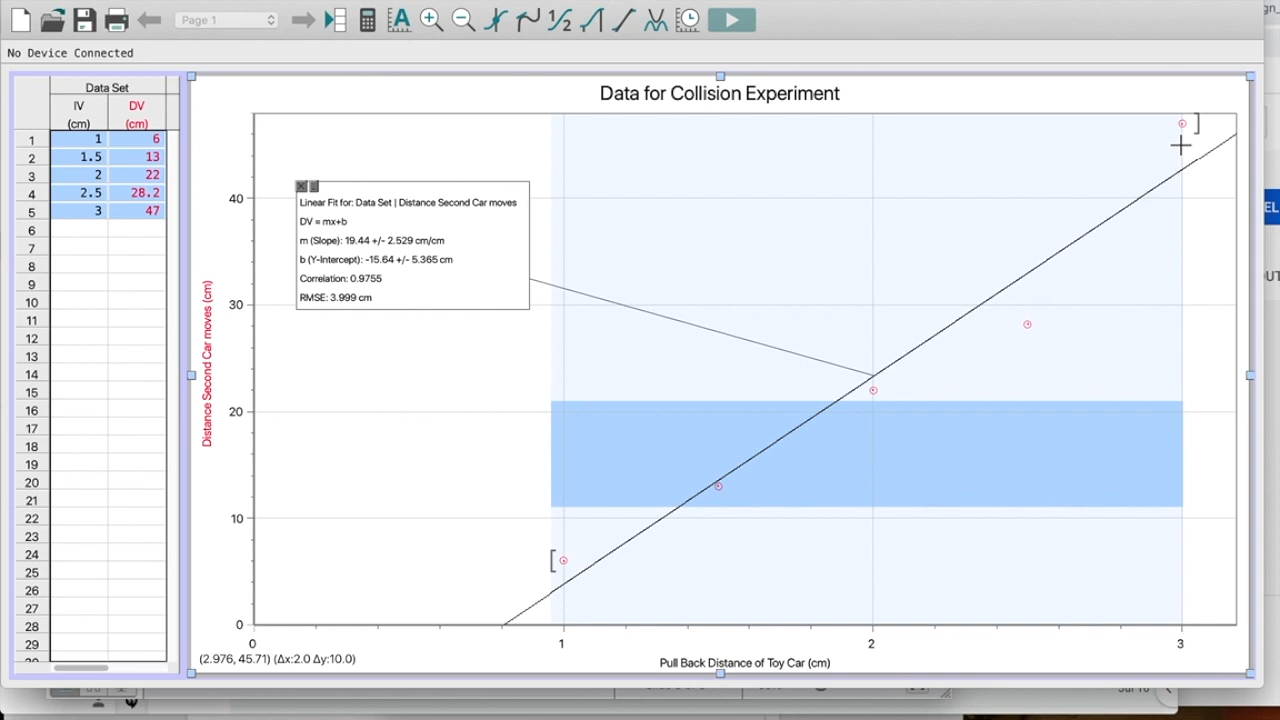 Page 1
No Device Connected
Data Set
IV DV
(cm) (cm)
1 1 6
2 1.5 13
3 2 22
4 2.5 28.2
5 3 47
6
7
8
9
10
11
12
13
14
15
16
17
18
19
20
21
22
23
24
25
26
27
28
29
Data for Collision Experiment
Linear Fit for: Data Set | Distance Second Car moves
DV = mx+b
m (Slope): 19.44 +/- 2.529 cm/cm
b (Y-Intercept): -15.64 +/- 5.365 cm
Correlation: 0.9755
RMSE: 3.999 cm
Distance Second Car moves (cm)
40
30
20
10
0
0 1 2 3
(2.976, 45.71) (Δx:2.0 Δy:10.0)
Pull Back Distance of Toy Car (cm)